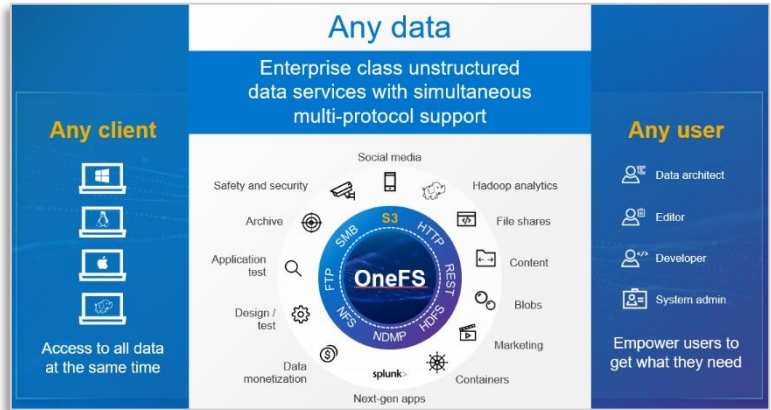 Any data
Enterprise class unstructured
data services with simultaneous
multi-protocol support
Any client
Access to all data
at the same time
Social media
Safety and security
Hadoop analytics
Archive
File shares
Application
test
Content
Design /
test
Blobs
Data
monetization
Marketing
Containers
splunk>
Next-gen apps
S3
HTTP
REST
HDFS
NDMP
NFS
FTP
SMB
OneFS
Any user
Data architect
Editor
Developer
System admin
Empower users to
get what they need